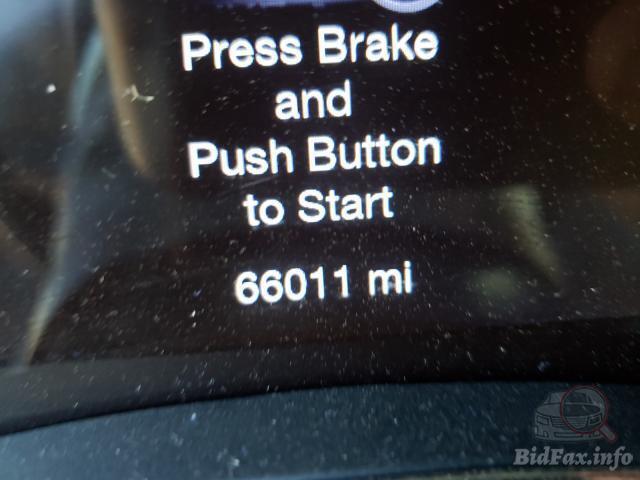 Press Brake
and
Push Button
to Start
66011 mi
BidFax.info